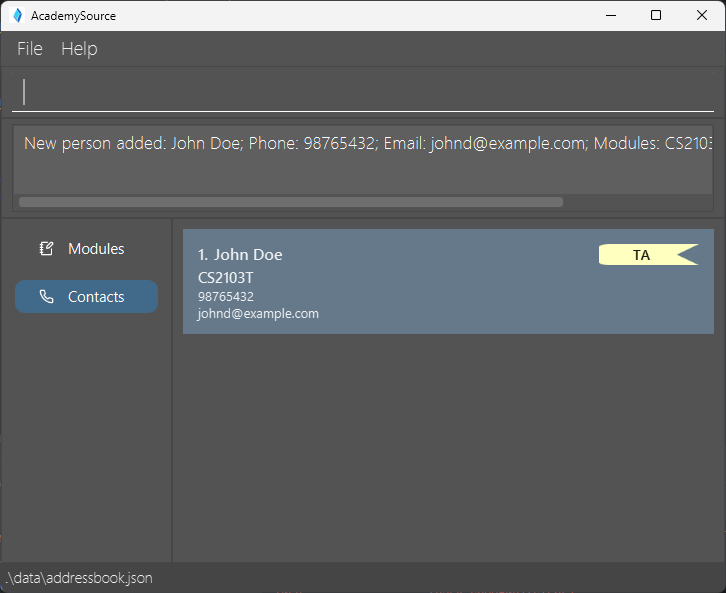 AcademySource
File Help
New person added: John Doe; Phone: 98765432; Email: johnd@example.com; Modules: CS2103
Modules
Contacts
1. John Doe
TA
CS2103T
98765432
johnd@example.com
.\data\addressbook.json